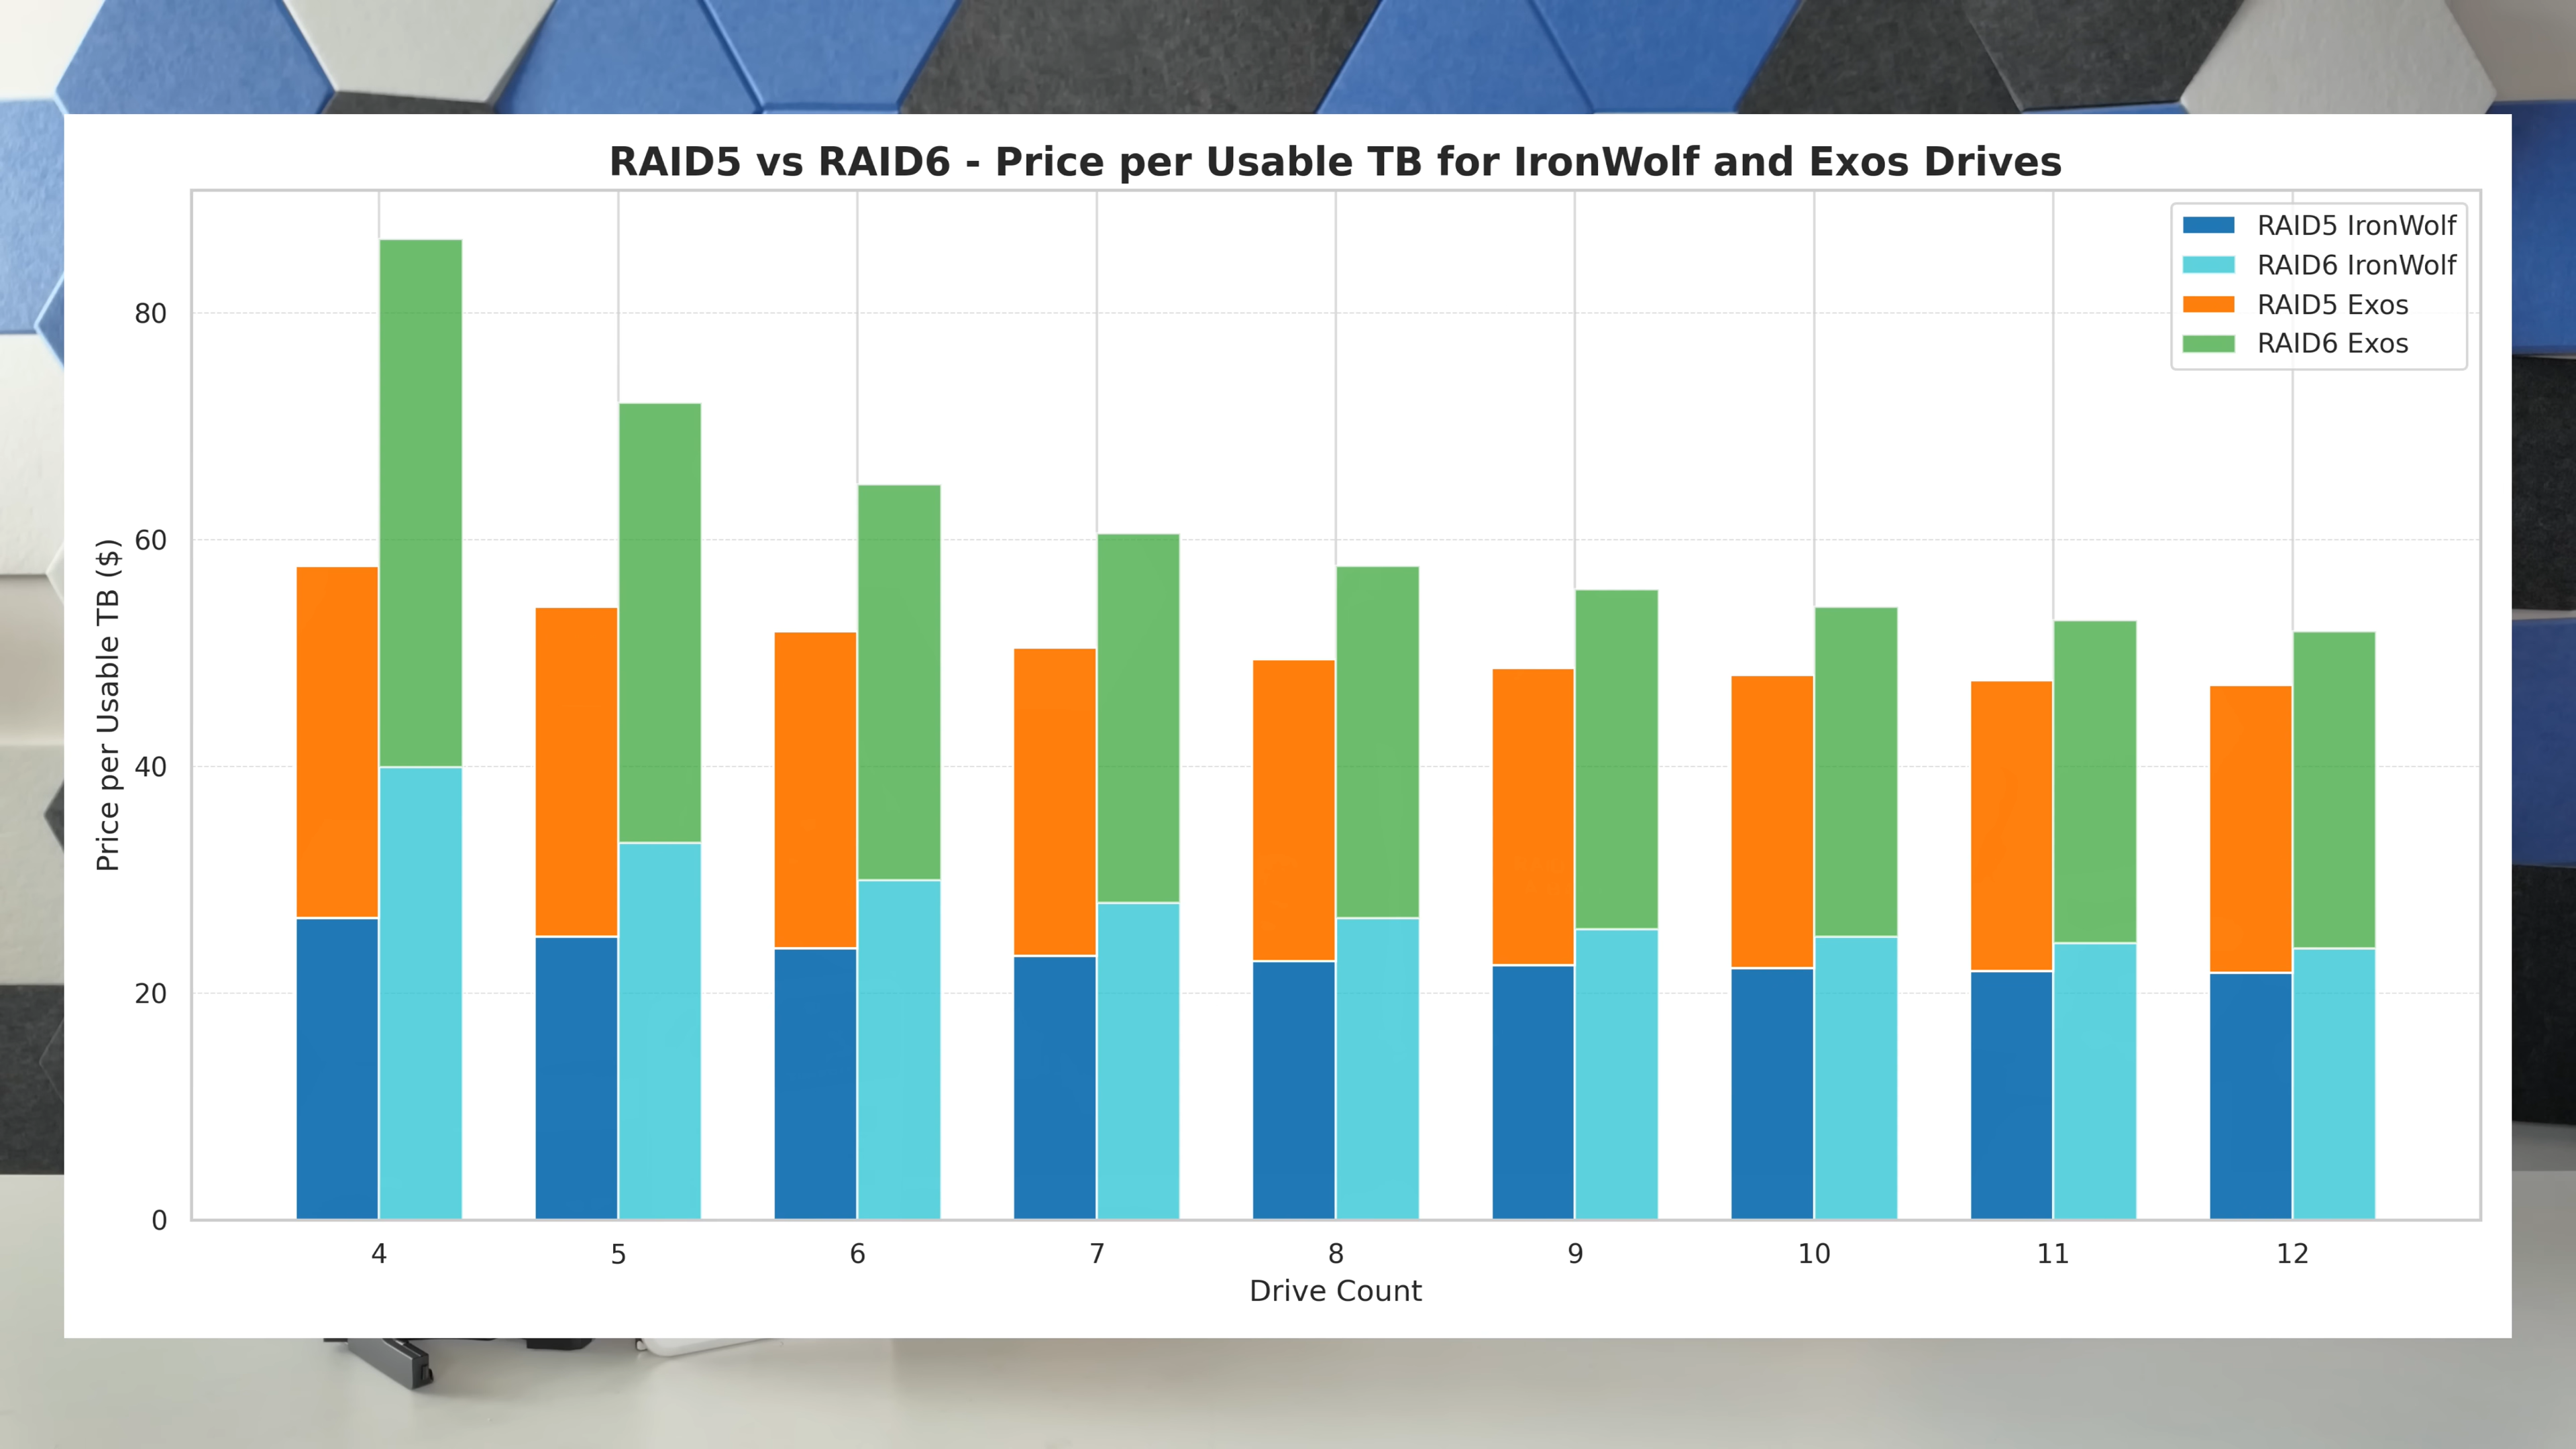 RAID5 vs RAID6 - Price per Usable TB for IronWolf and Exos Drives
RAID5 IronWolf
RAID6 IronWolf
RAID5 Exos
RAID6 Exos
Price per Usable TB ($)
80
60
40
20
0
4 5 6 7 8 9 10 11 12
Drive Count